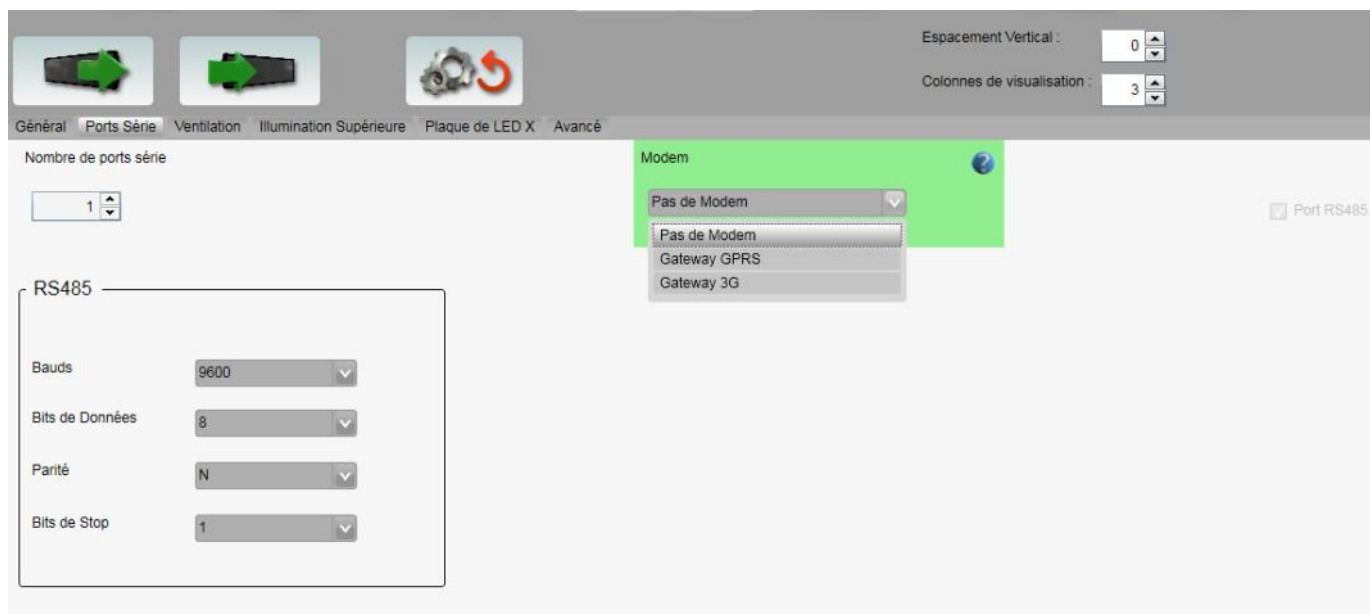 Espacement Vertical :
0
Colonnes de visualisation :
3
Général Ports Série Ventilation Illumination Supérieure Plaque de LED X Avancé
Nombre de ports série
1
Modem
?
Pas de Modem
Pas de Modem
Gateway GPRS
Gateway 3G
Port RS485
RS485
Bauds 9600
Bits de Données 8
Parité N
Bits de Stop 1